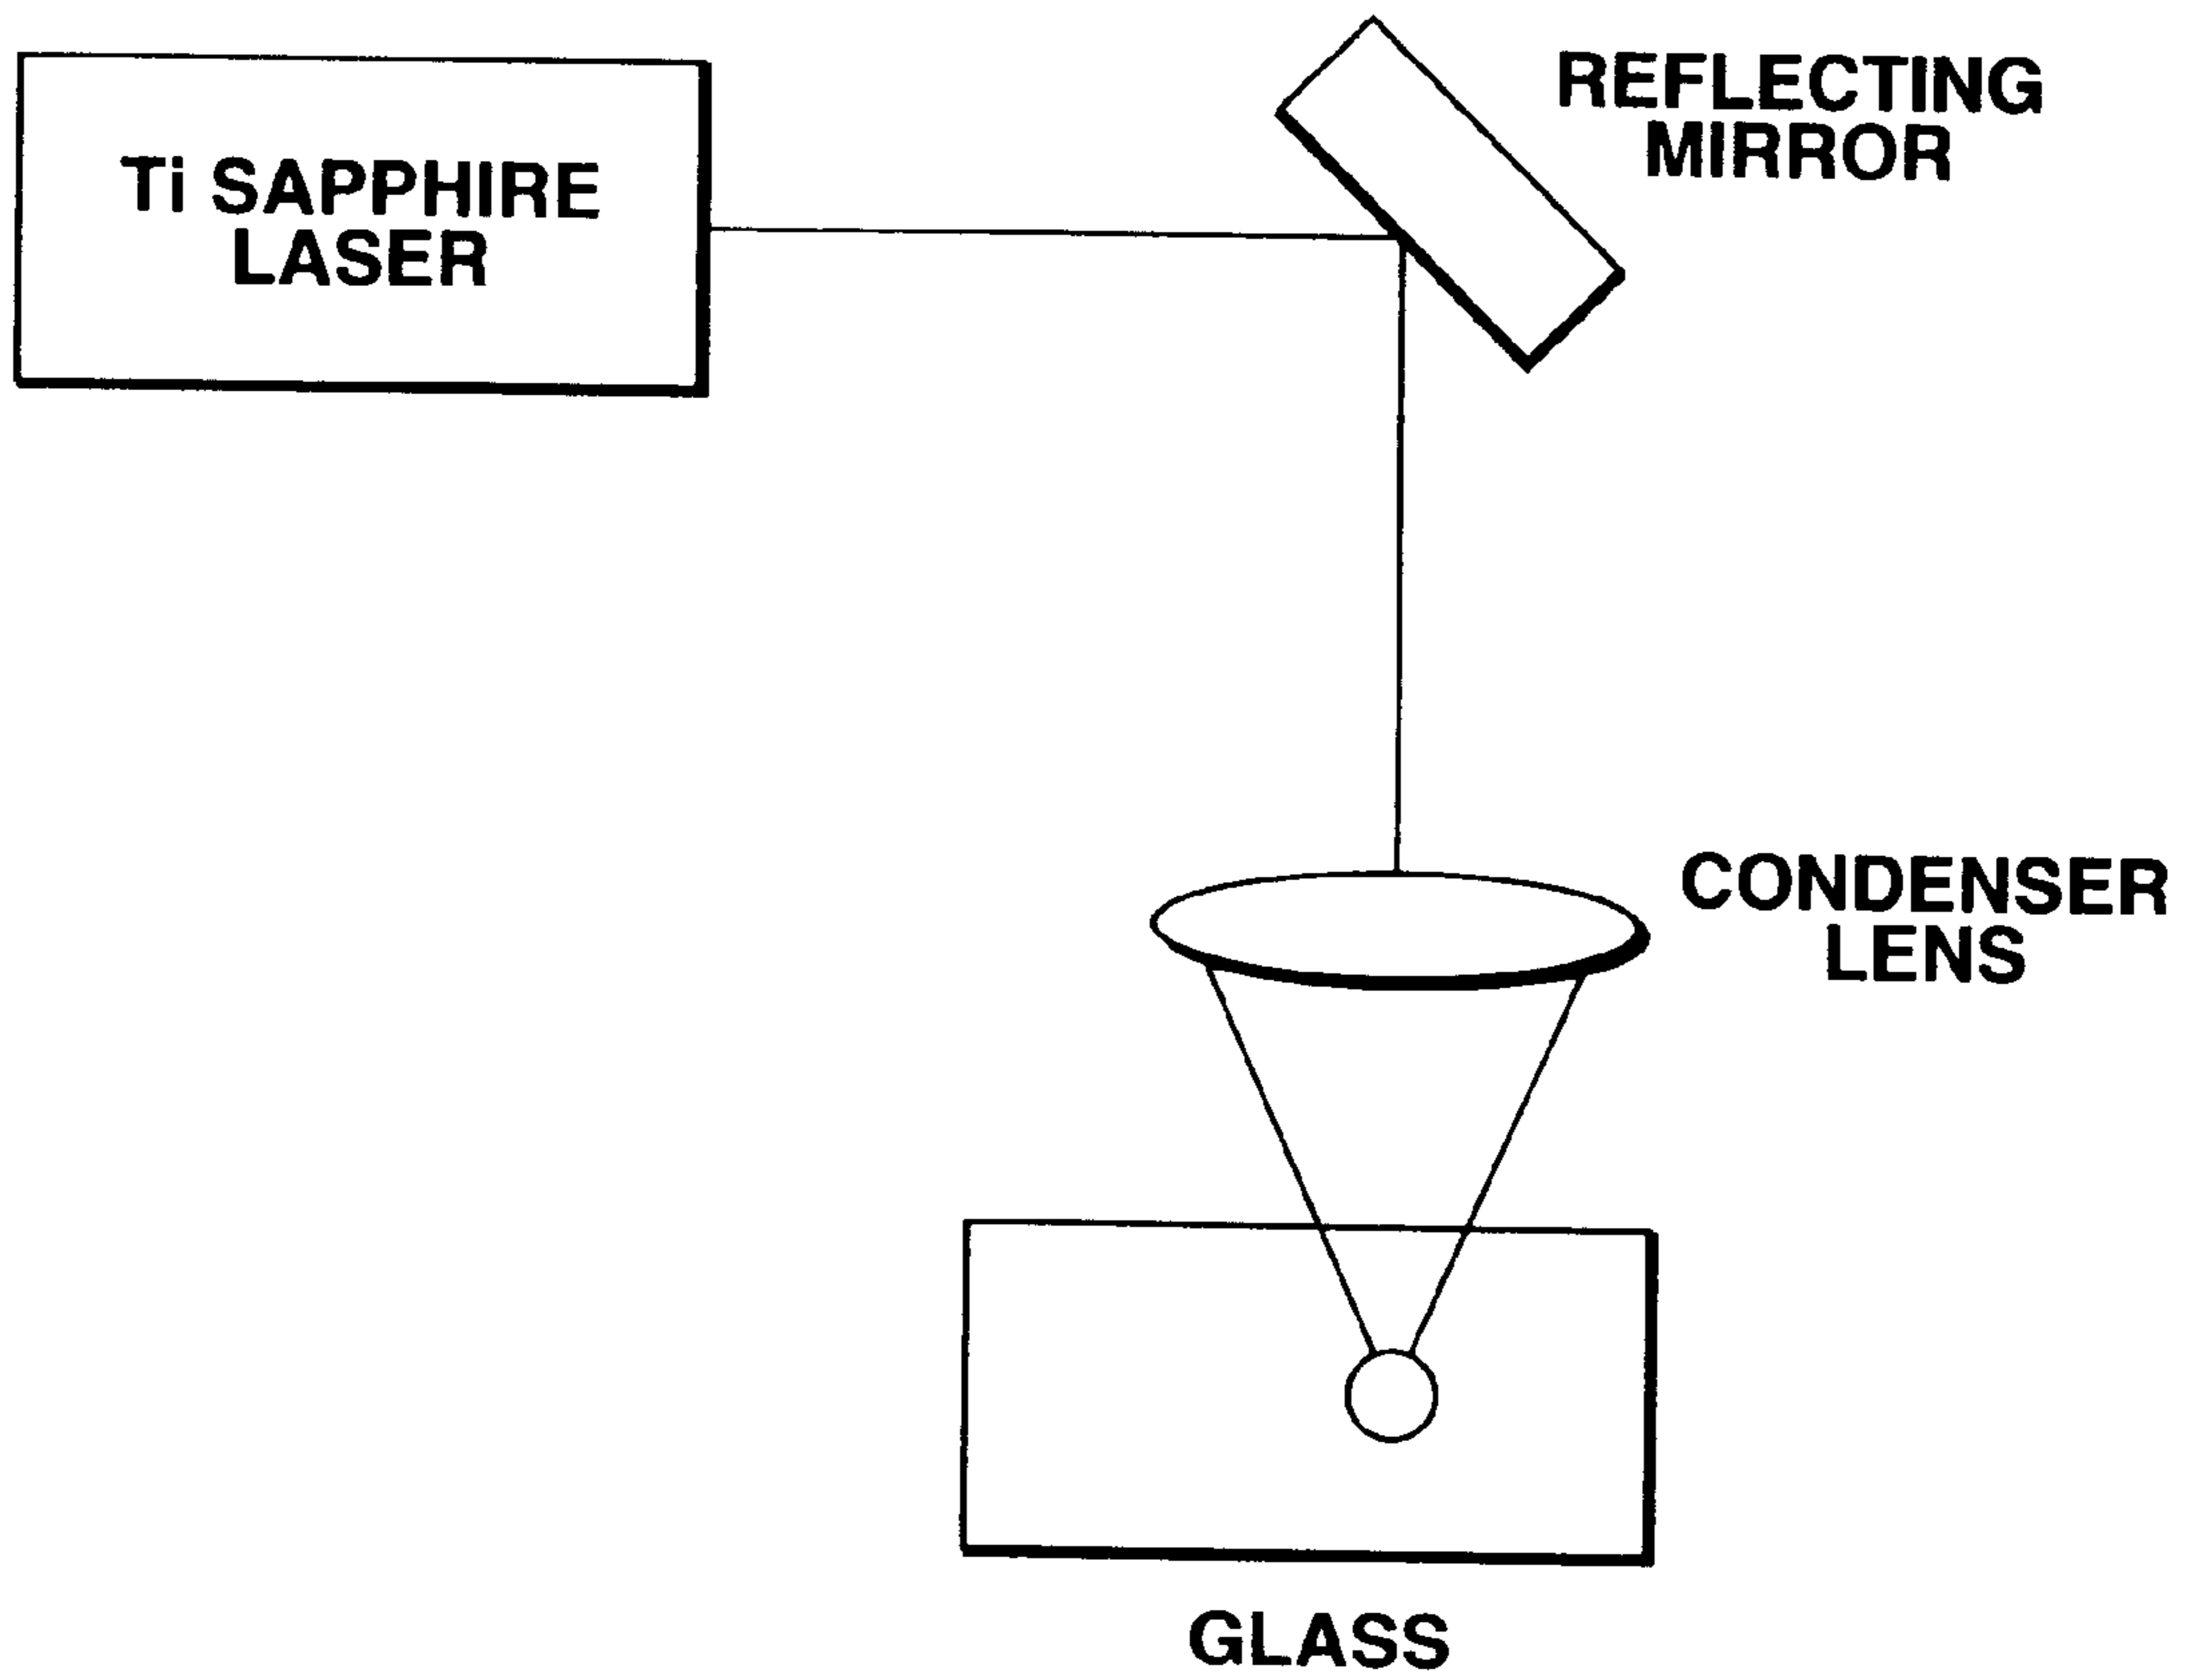 Ti SAPPHIRE
LASER
REFLECTING
MIRROR
CONDENSER
LENS
GLASS